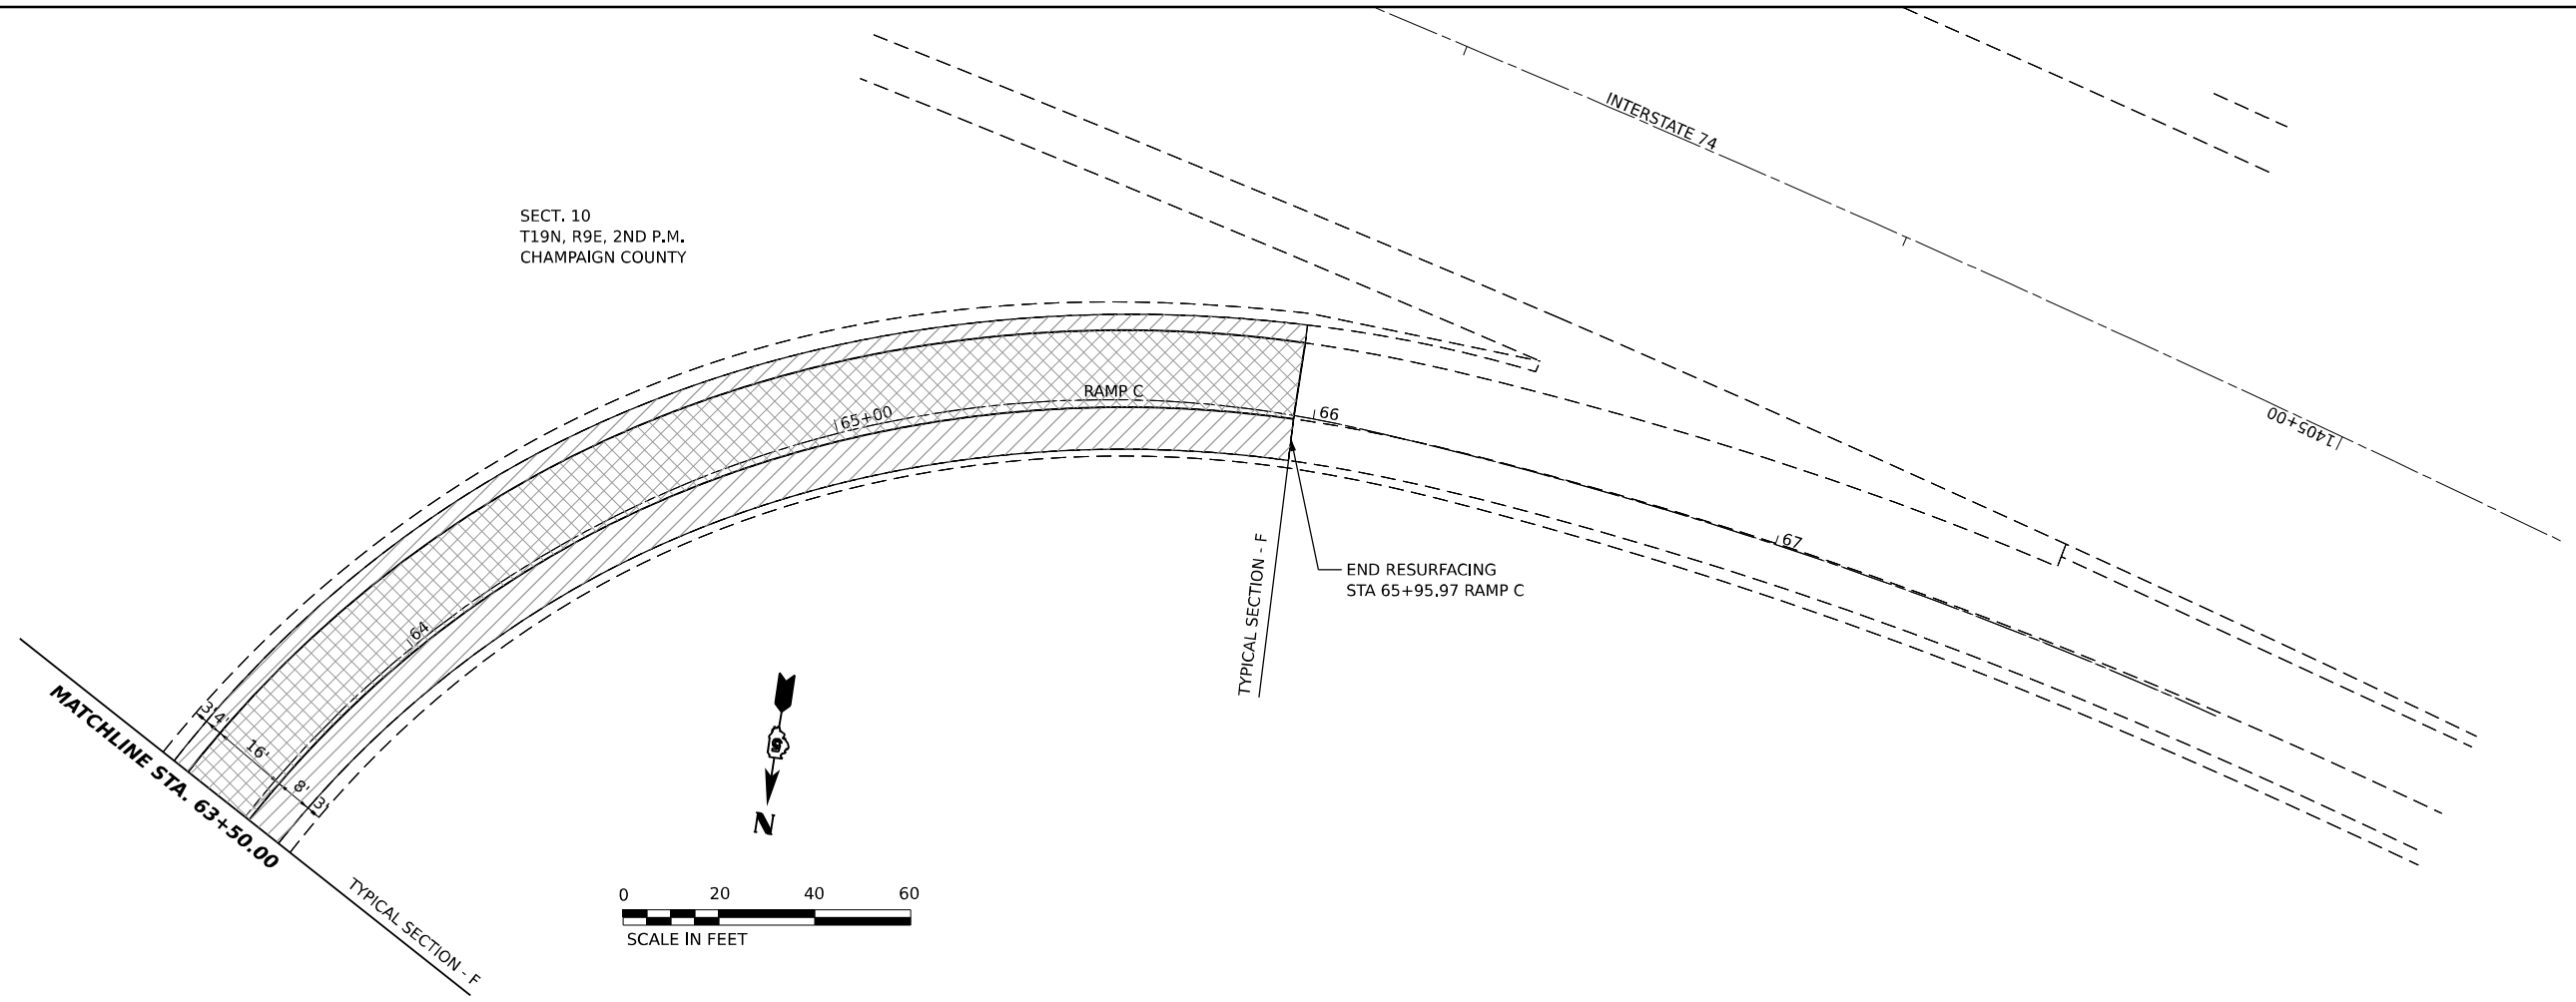 INTERSTATE 74
SECT. 10
T19N, R9E, 2ND P.M.
CHAMPAIGN COUNTY
RAMP C
65+00
66
1405+00
67
64
END RESURFACING
STA 65+95.97 RAMP C
TYPICAL SECTION - F
3'
4'
16'
8'
3'
MATCHLINE STA. 63+50.00
TYPICAL SECTION - F
N
0 20 40 60
SCALE IN FEET